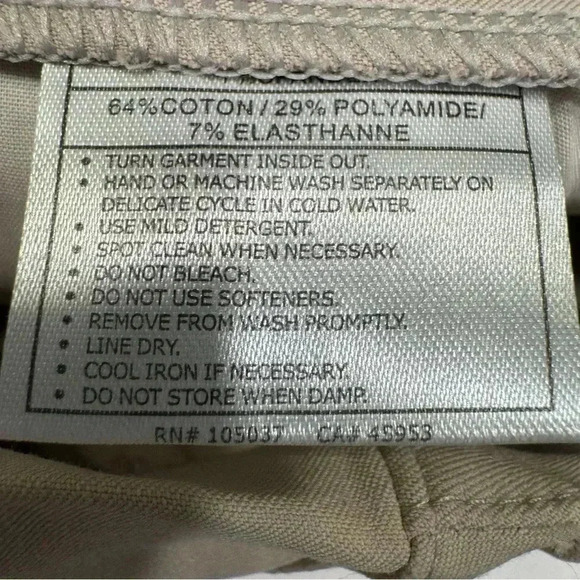 64% COTON / 29% POLYAMIDE/
7% ELASTHANNE
• TURN GARMENT INSIDE OUT.
• HAND OR MACHINE WASH SEPARATELY ON
DELICATE CYCLE IN COLD WATER.
• USE MILD DETERGENT.
• SPOT CLEAN WHEN NECESSARY.
• DO NOT BLEACH.
• DO NOT USE SOFTENERS.
• REMOVE FROM WASH PROMPTLY.
• LINE DRY.
• COOL IRON IF NECESSARY.
• DO NOT STORE WHEN DAMP.
RN# 105037 CA# 45953